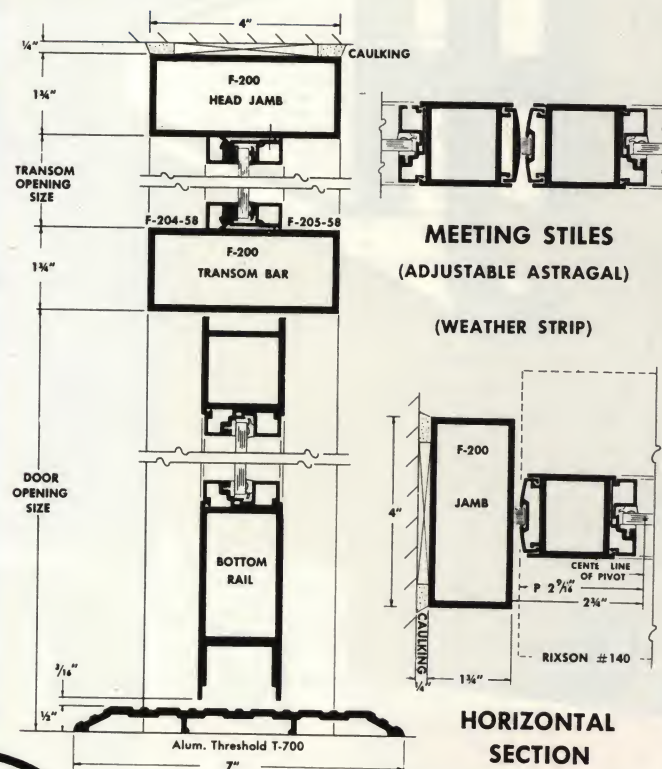 4"
1/4"
CAULKING
F-200
HEAD JAMB
1¾"
TRANSOM
OPENING
SIZE
F-204-58
F-205-58
1¾"
F-200
TRANSOM BAR
DOOR
OPENING
SIZE
BOTTOM
RAIL
3/16"
1/2"
Alum. Threshold T-700
7"
MEETING STILES
(ADJUSTABLE ASTRAGAL)
(WEATHER STRIP)
F-200
JAMB
4"
CENTE LINE
OF PIVOT
P 2 9/16"
2¾"
CAULKING
1/4"
1¾"
RIXSON #140
HORIZONTAL
SECTION